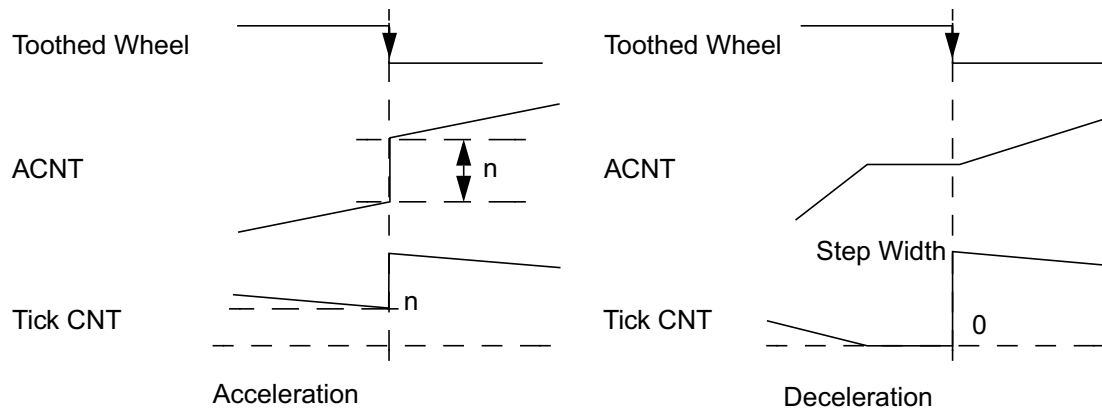 Toothed Wheel
ACNT
n
n
Tick CNT
Acceleration
Toothed Wheel
ACNT
Step Width
0
Tick CNT
Deceleration